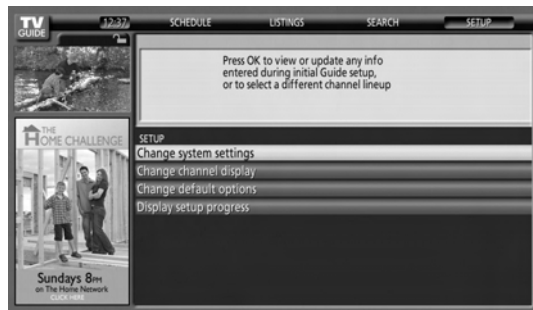 TV
GUIDE
12:37
SCHEDULE LISTINGS SEARCH SETUP
Press OK to view or update any info
entered during initial Guide setup,
or to select a different channel lineup
THE
HOME CHALLENGE
Sundays 8PM
on The Home Network
CLICK HERE
SETUP
Change system settings
Change channel display
Change default options
Display setup progress